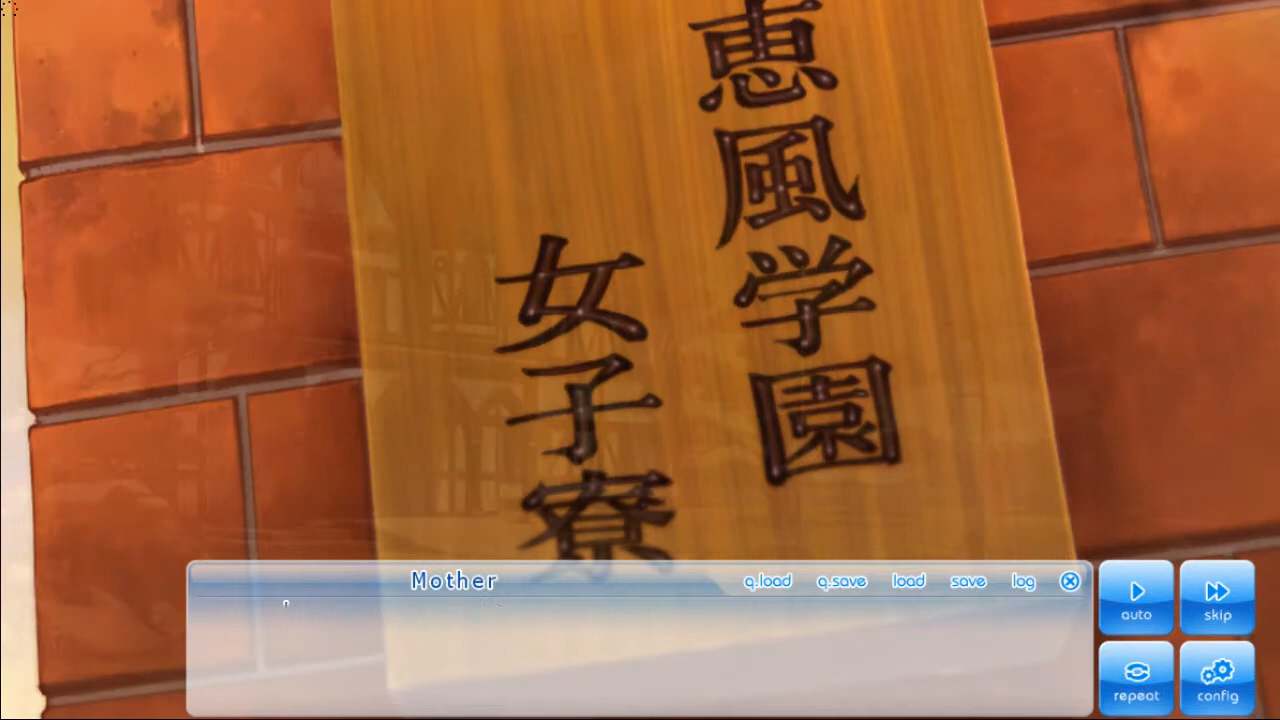 恵風学園
女子寮
Mother
q.load q.save load save log
auto
skip
repeat
config